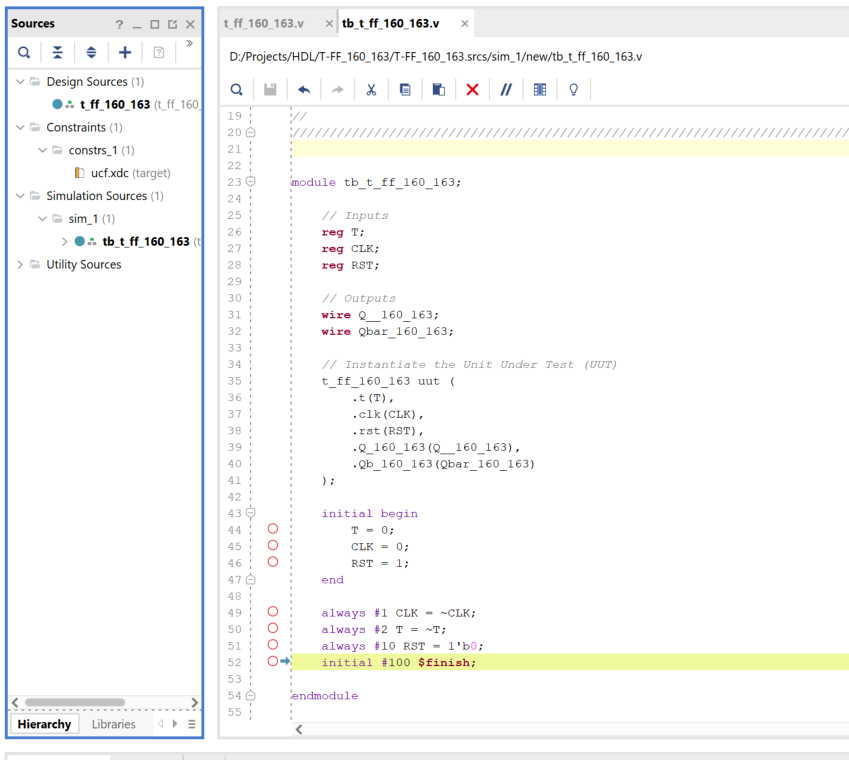 Sources
Design Sources (1)
t_ff_160_163 (t_ff_160_
Constraints (1)
constrs_1 (1)
ucf.xdc (target)
Simulation Sources (1)
sim_1 (1)
tb_t_ff_160_163 (t
Utility Sources
Hierarchy Libraries
t_ff_160_163.v × tb_t_ff_160_163.v ×
D:/Projects/HDL/T-FF_160_163/T-FF_160_163.srcs/sim_1/new/tb_t_ff_160_163.v
19 //
20 ////////////////////////////////////////////////////////////////////////////
21
22
23 module tb_t_ff_160_163;
24
25 // Inputs
26 reg T;
27 reg CLK;
28 reg RST;
29
30 // Outputs
31 wire Q__160_163;
32 wire Qbar_160_163;
33
34 // Instantiate the Unit Under Test (UUT)
35 t_ff_160_163 uut (
36 .t(T),
37 .clk(CLK),
38 .rst(RST),
39 .Q_160_163(Q__160_163),
40 .Qb_160_163(Qbar_160_163)
41 );
42
43 initial begin
44 T = 0;
45 CLK = 0;
46 RST = 1;
47 end
48
49 always #1 CLK = ~CLK;
50 always #2 T = ~T;
51 always #10 RST = 1'b0;
52 initial #100 $finish;
53
54 endmodule
55